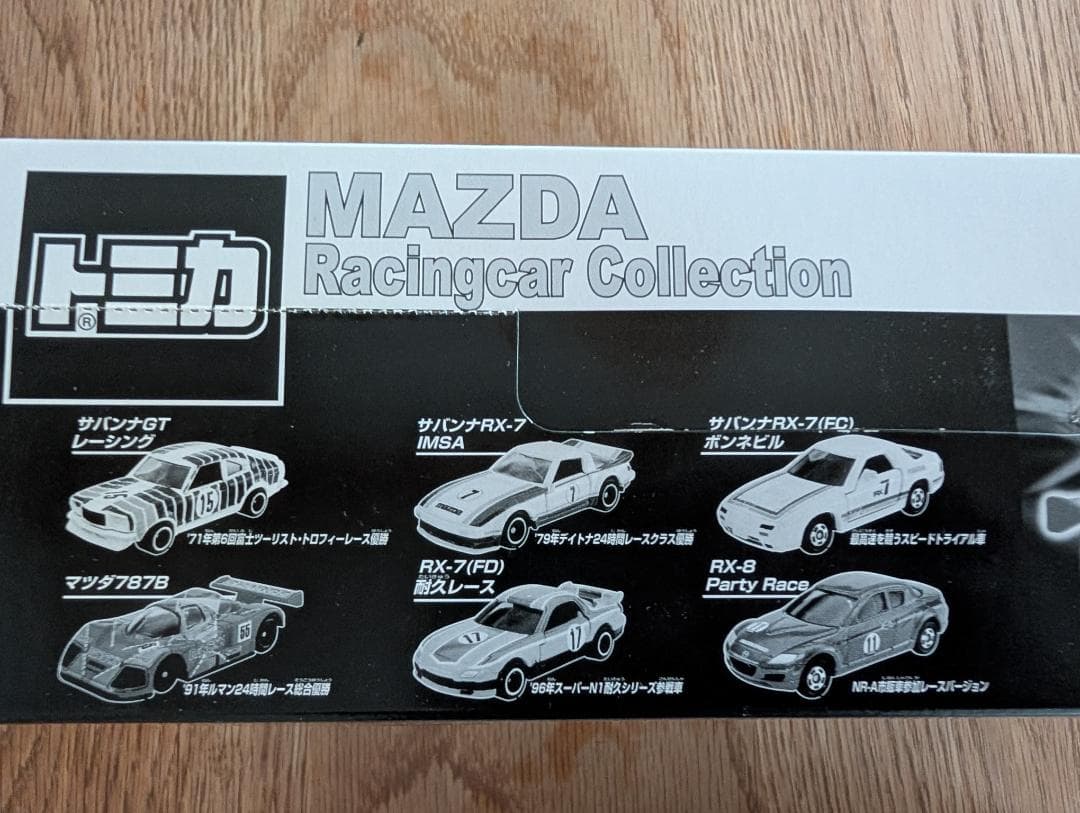 トミカ
®
MAZDA
Racingcar Collection
サバンナGT
レーシング
15
'71年第6回富士ツーリスト・トロフィーレース優勝
サバンナRX-7
IMSA
7
7
'79年デイトナ24時間レースクラス優勝
サバンナRX-7(FC)
ボンネビル
RX7
最高速を競うスピードトライアル車
マツダ787B
55
'91年ルマン24時間レース総合優勝
RX-7(FD)
耐久レース
17
17
'96年スーパーN1耐久シリーズ参戦車
RX-8
Party Race
11
NR-A市販車参加レースバージョン